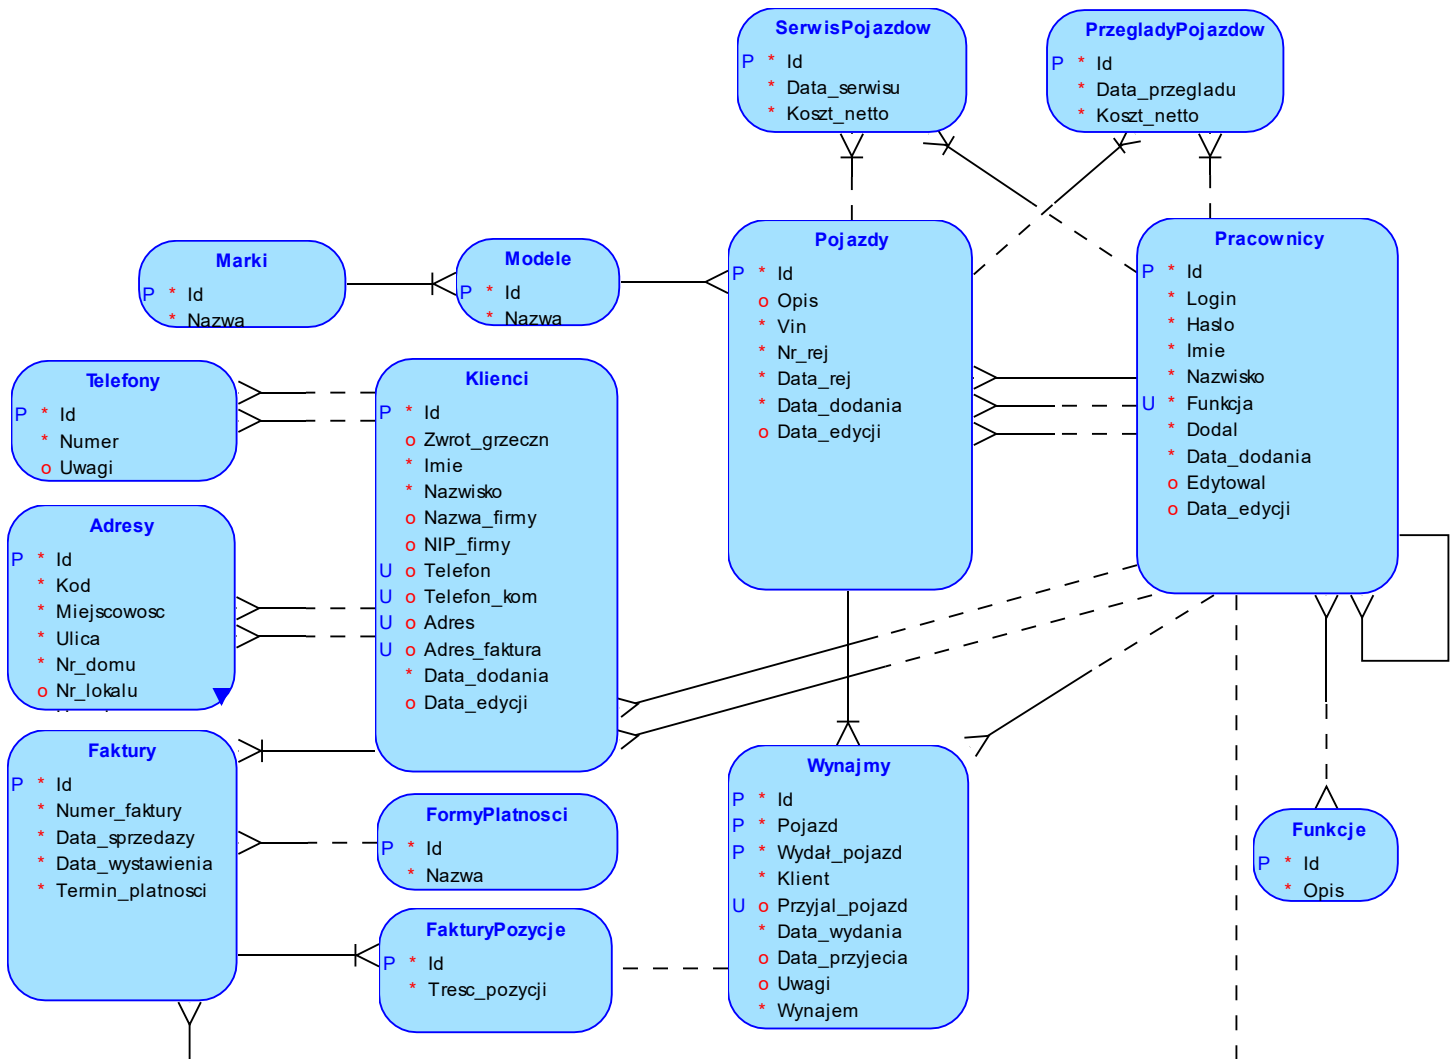 SerwisPojazdow
P * Id
* Data_serwisu
* Koszt_netto
PrzegladyPojazdow
P * Id
* Data_przegladu
* Koszt_netto
Marki
P * Id
* Nazwa
Modele
P * Id
* Nazwa
Pojazdy
P * Id
o Opis
* Vin
* Nr_rej
* Data_rej
* Data_dodania
o Data_edycji
Pracownicy
P * Id
* Login
* Haslo
* Imie
* Nazwisko
U * Funkcja
* Dodal
* Data_dodania
o Edytowal
o Data_edycji
Telefony
P * Id
* Numer
o Uwagi
Klienci
P * Id
o Zwrot_grzeczn
* Imie
* Nazwisko
o Nazwa_firmy
o NIP_firmy
U o Telefon
U o Telefon_kom
U o Adres
U o Adres_faktura
* Data_dodania
o Data_edycji
Adresy
P * Id
* Kod
* Miejscowosc
* Ulica
* Nr_domu
o Nr_lokalu
Faktury
P * Id
* Numer_faktury
* Data_sprzedazy
* Data_wystawienia
* Termin_platnosci
FormyPlatnosci
P * Id
* Nazwa
FakturyPozycje
P * Id
* Tresc_pozycji
Wynajmy
P * Id
P * Pojazd
P * Wydał_pojazd
* Klient
U o Przyjal_pojazd
* Data_wydania
o Data_przyjecia
o Uwagi
* Wynajem
Funkcje
P * Id
* Opis